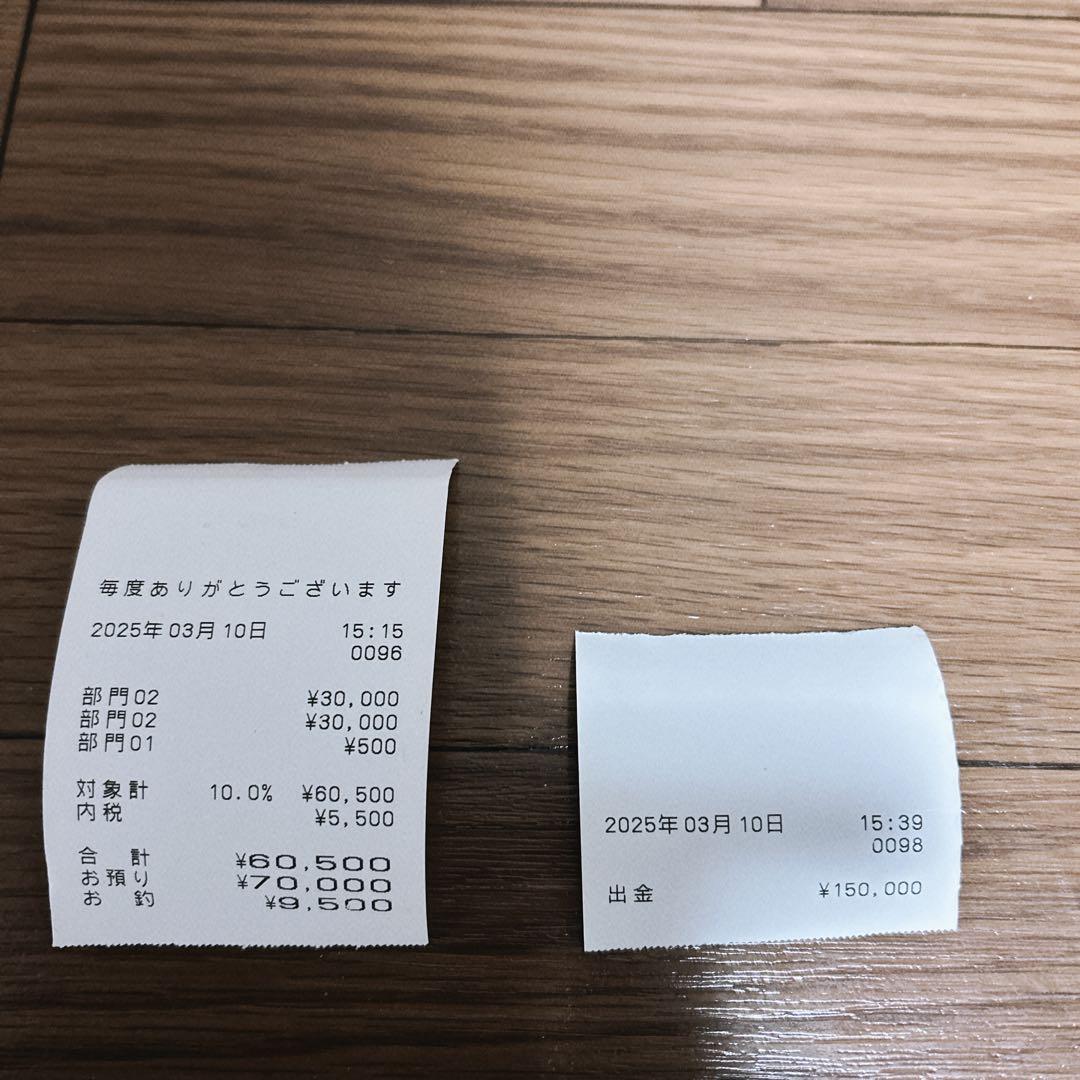 毎度ありがとうございます
2025年03月10日 15:15
0096
部門02 ¥30,000
部門02 ¥30,000
部門01 ¥500
対象計 10.0% ¥60,500
内税 ¥5,500
合計 ¥60,500
お預り ¥70,000
お釣 ¥9,500
2025年03月10日 15:39
0098
出金 ¥150,000